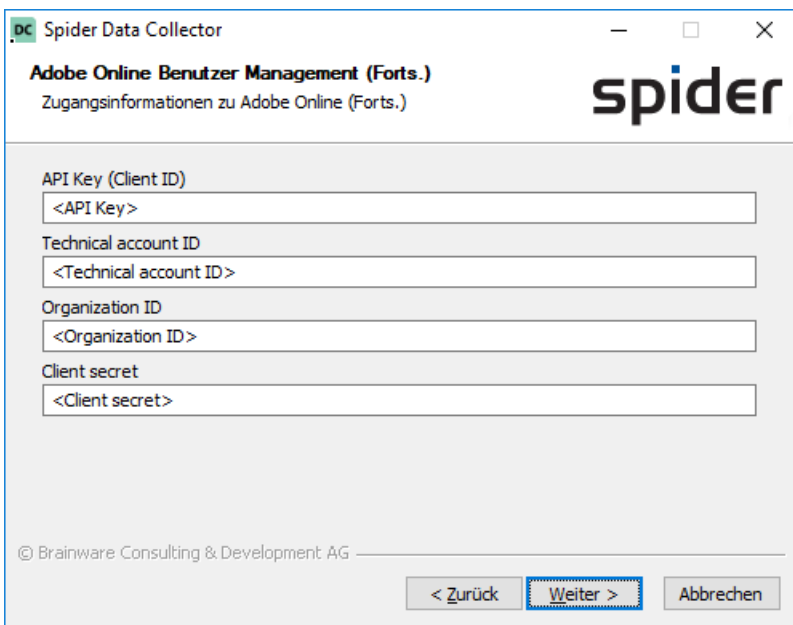 DC Spider Data Collector
Adobe Online Benutzer Management (Forts.)
Zugangsinformationen zu Adobe Online (Forts.)
spider
API Key (Client ID)
<API Key>
Technical account ID
<Technical account ID>
Organization ID
<Organization ID>
Client secret
<Client secret>
© Brainware Consulting & Development AG
< Zurück Weiter > Abbrechen